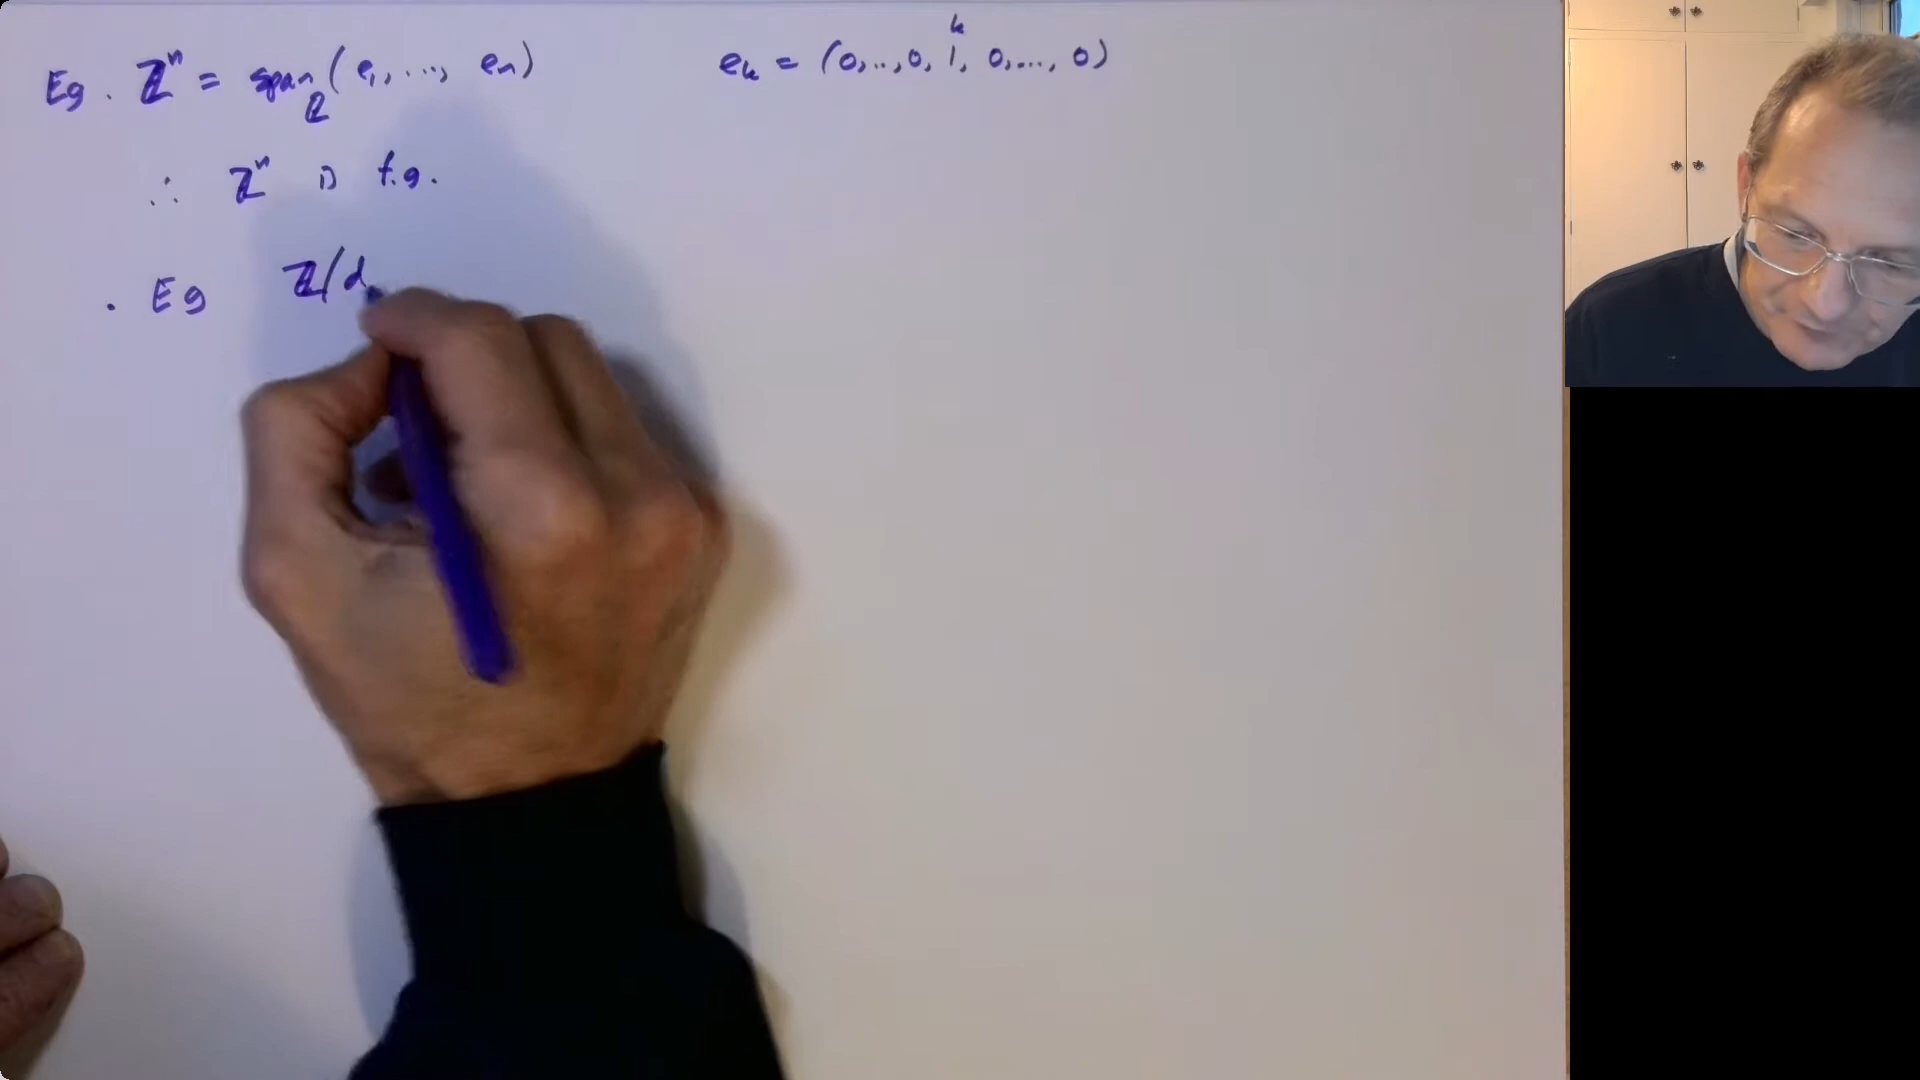 Eg. ℤⁿ = span_ℤ(e₁, ..., eₙ) eₖ = (0,..,0, 1, 0,..., 0)
k
∴ ℤⁿ is f.g.
. Eg ℤ/d